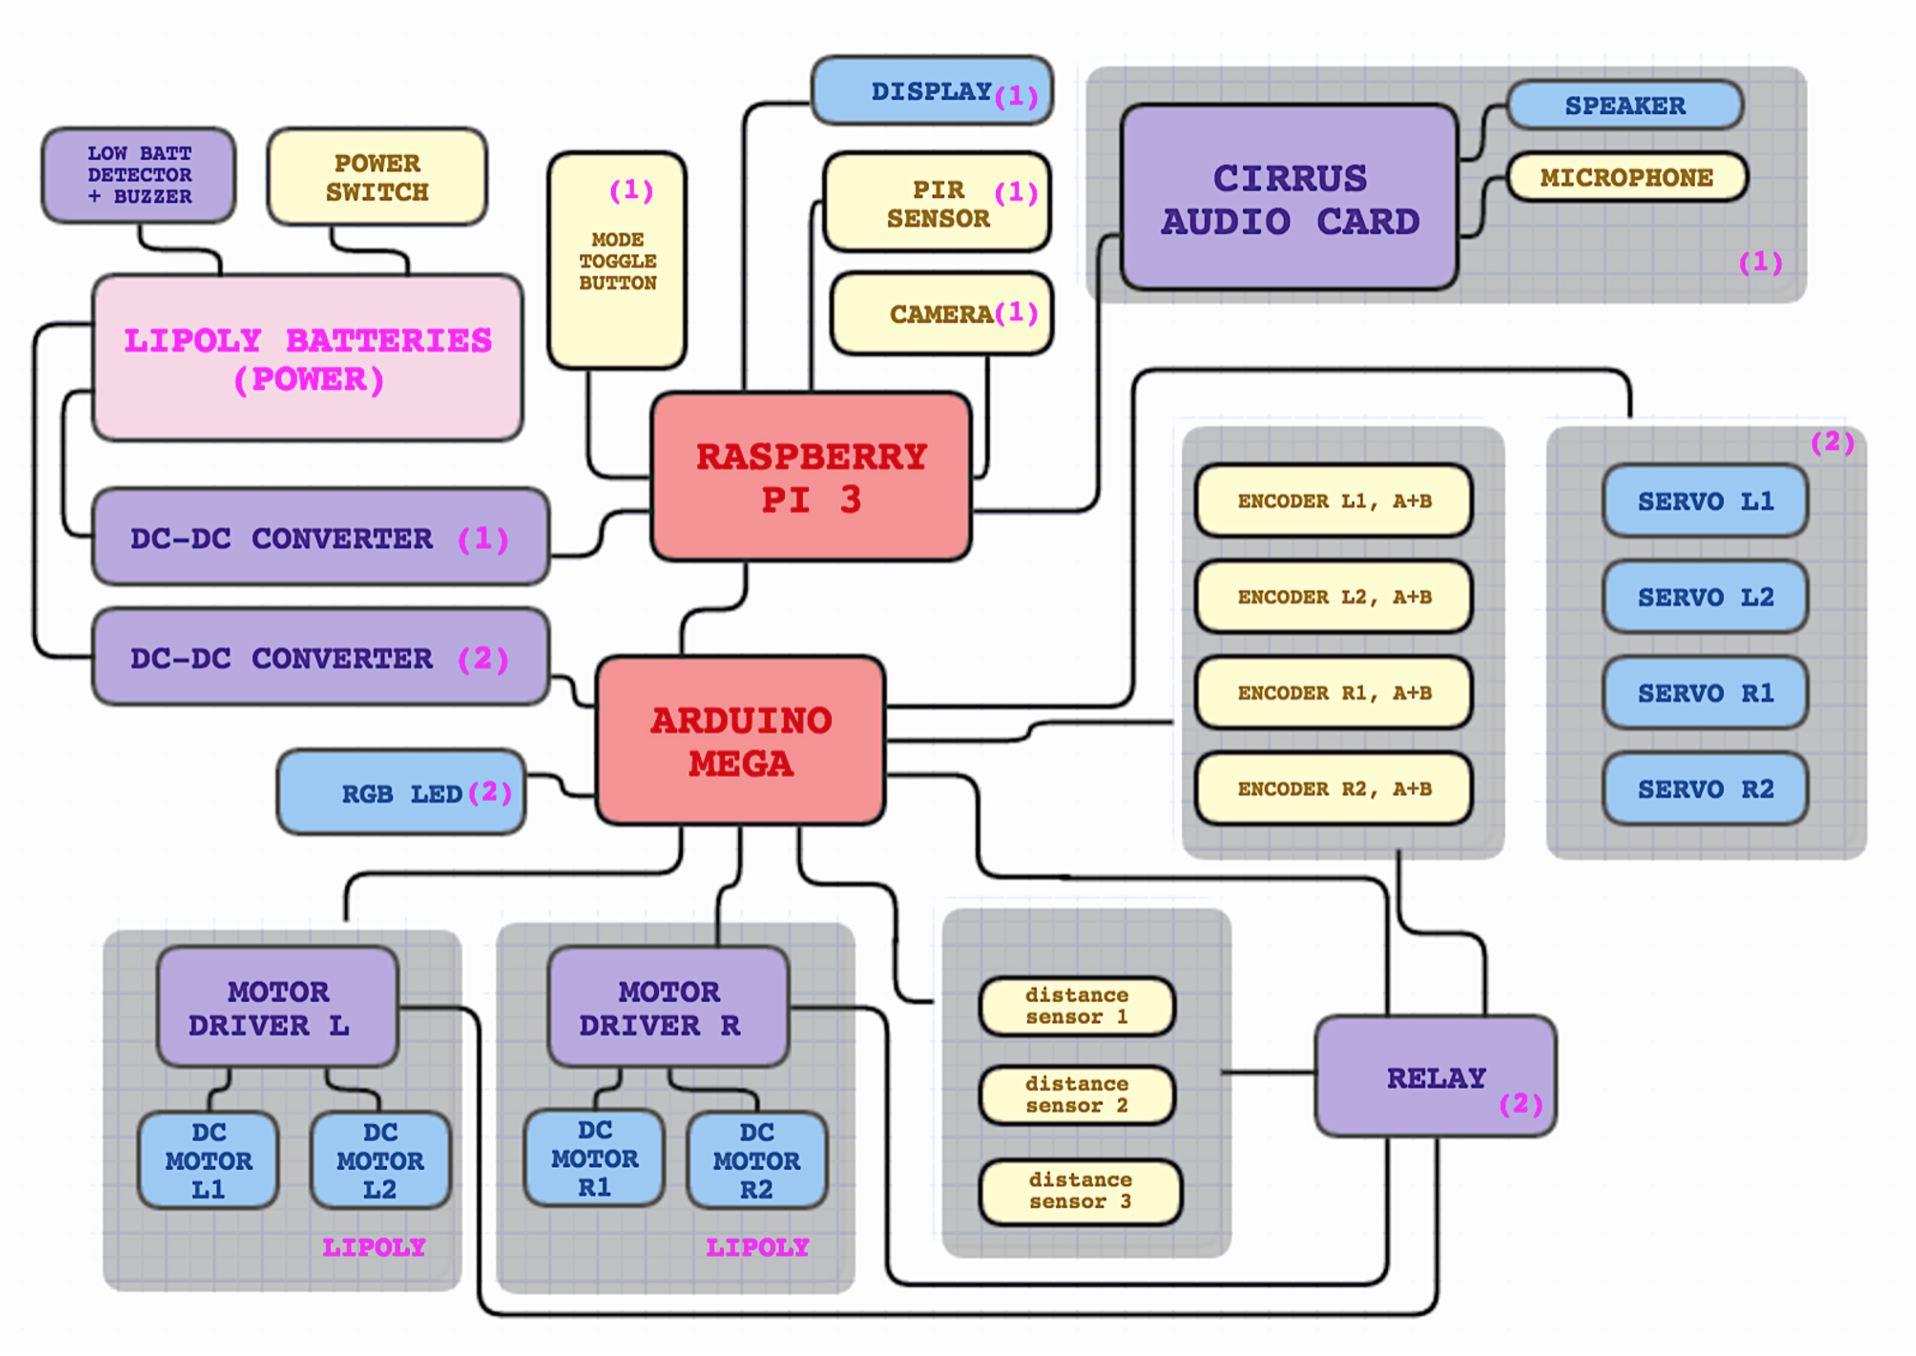 DISPLAY(1)
SPEAKER
LOW BATT
DETECTOR
+ BUZZER
POWER
SWITCH
(1)
MODE
TOGGLE
BUTTON
PIR (1)
SENSOR
CAMERA(1)
CIRRUS
AUDIO CARD
MICROPHONE
(1)
LIPOLY BATTERIES
(POWER)
RASPBERRY
PI 3
DC-DC CONVERTER (1)
DC-DC CONVERTER (2)
ARDUINO
MEGA
RGB LED(2)
ENCODER L1, A+B
ENCODER L2, A+B
ENCODER R1, A+B
ENCODER R2, A+B
(2)
SERVO L1
SERVO L2
SERVO R1
SERVO R2
MOTOR
DRIVER L
DC
MOTOR
L1
DC
MOTOR
L2
LIPOLY
MOTOR
DRIVER R
DC
MOTOR
R1
DC
MOTOR
R2
LIPOLY
distance
sensor 1
distance
sensor 2
distance
sensor 3
RELAY
(2)